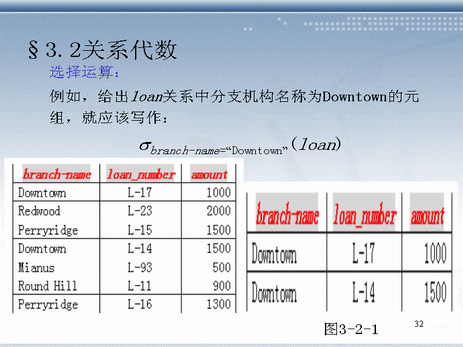 §3.2关系代数
选择运算：
例如，给出loan关系中分支机构名称为Downtown的元
组，就应该写作：
σbranch-name=“Downtown”(loan)
branch-name loan_number amount
Downtown L-17 1000
Redwood L-23 2000
Perryridge L-15 1500
Downtown L-14 1500
Mianus L-93 500
Round Hill L-11 900
Perryridge L-16 1300
branch-name loan_number amount
Downtown L-17 1000
Downtown L-14 1500
图3-2-1
32